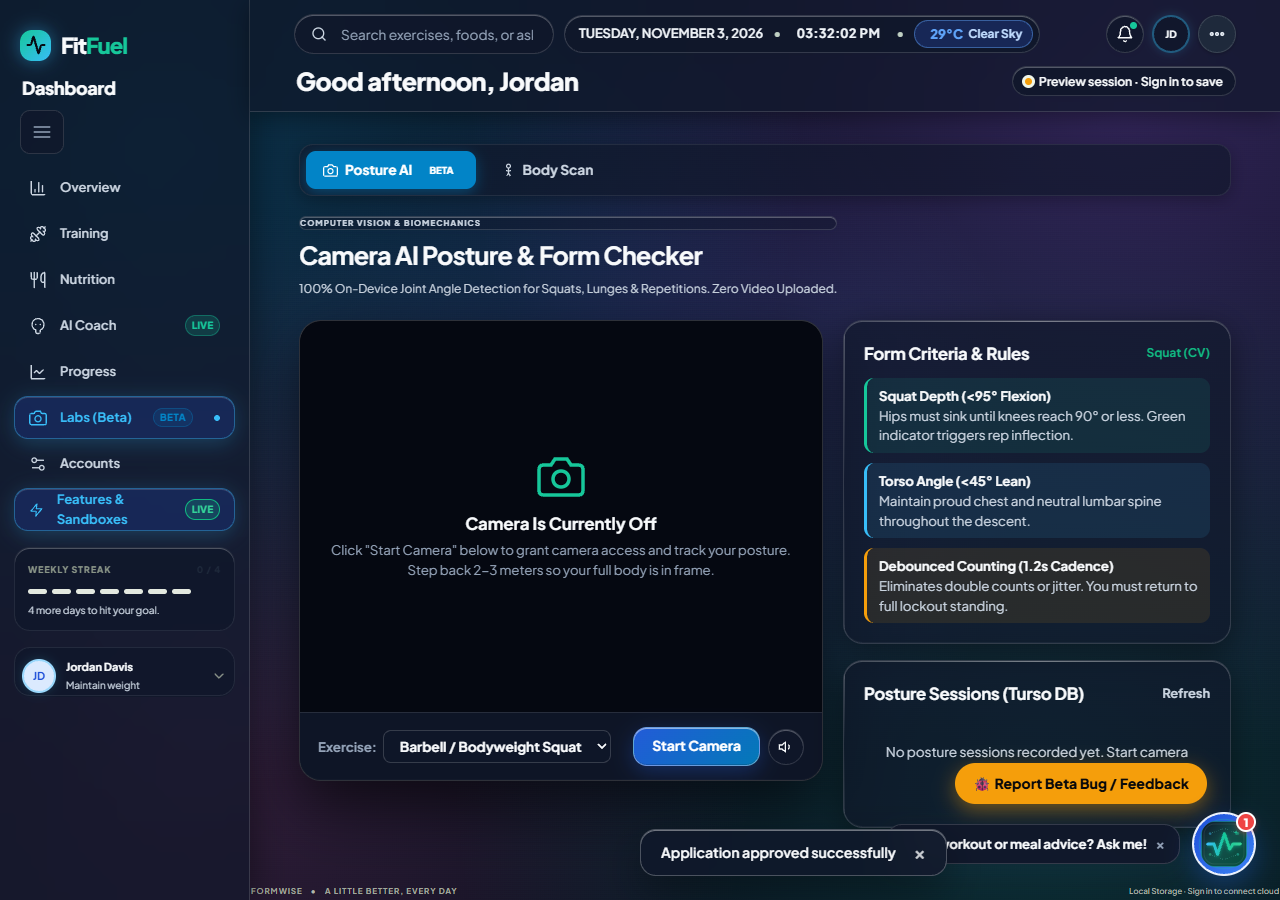 FitFuel
Dashboard
Overview
Training
Nutrition
AI Coach LIVE
Progress
Labs (Beta) BETA
Accounts
Features & Sandboxes LIVE
WEEKLY STREAK 0 / 4
4 more days to hit your goal.
JD Jordan Davis
Maintain weight
Search exercises, foods, or asl
TUESDAY, NOVEMBER 3, 2026 • 03:32:02 PM • 29°C Clear Sky
JD
Good afternoon, Jordan
Preview session · Sign in to save
Posture AI BETA
Body Scan
COMPUTER VISION & BIOMECHANICS
Camera AI Posture & Form Checker
100% On-Device Joint Angle Detection for Squats, Lunges & Repetitions. Zero Video Uploaded.
Camera Is Currently Off
Click "Start Camera" below to grant camera access and track your posture.
Step back 2–3 meters so your full body is in frame.
Exercise: Barbell / Bodyweight Squat
Start Camera
Form Criteria & Rules Squat (CV)
Squat Depth (<95° Flexion)
Hips must sink until knees reach 90° or less. Green
indicator triggers rep inflection.
Torso Angle (<45° Lean)
Maintain proud chest and neutral lumbar spine
throughout the descent.
Debounced Counting (1.2s Cadence)
Eliminates double counts or jitter. You must return to
full lockout standing.
Posture Sessions (Turso DB) Refresh
No posture sessions recorded yet. Start camera
🐞 Report Beta Bug / Feedback
Application approved successfully ×
workout or meal advice? Ask me! ×
1
FORMWISE • A LITTLE BETTER, EVERY DAY
Local Storage · Sign in to connect cloud